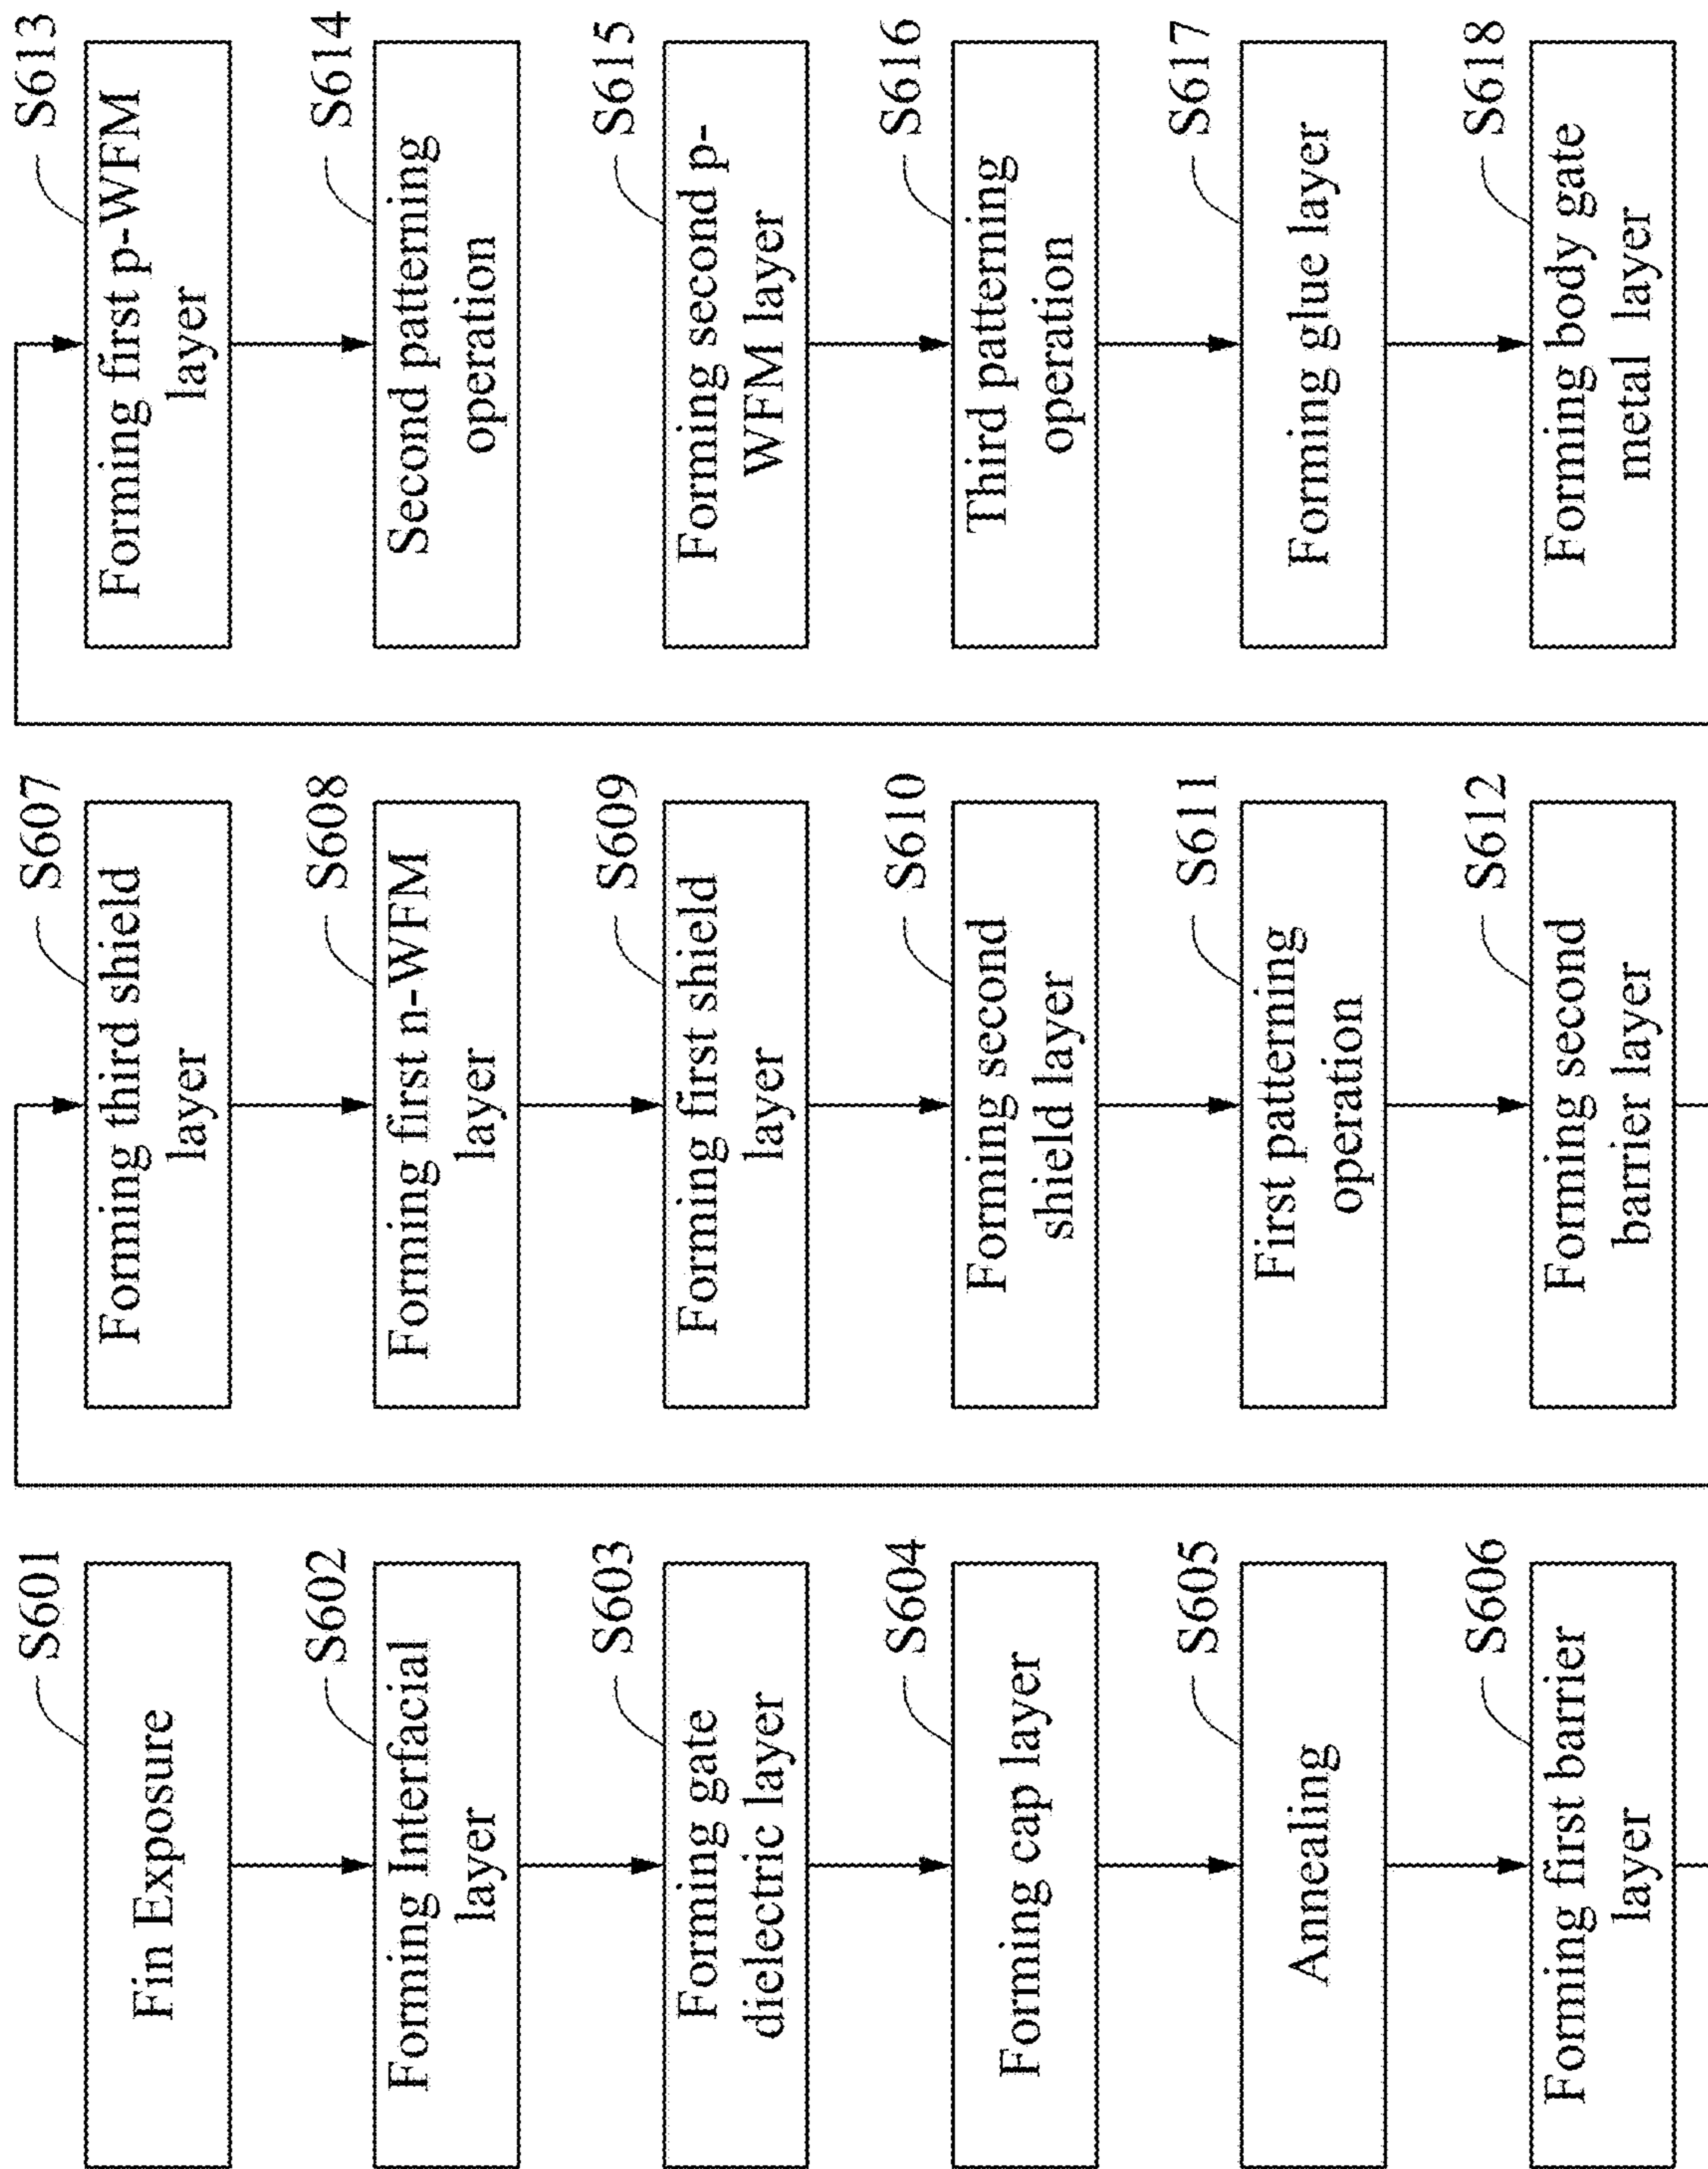 S601
Fin Exposure
S602
Forming Interfacial
layer
S603
Forming gate
dielectric layer
S604
Forming cap layer
S605
Annealing
S606
Forming first barrier
layer
S607
Forming third shield
layer
S608
Forming first n-WFM
layer
S609
Forming first shield
layer
S610
Forming second
shield layer
S611
First patterning
operation
S612
Forming second
barrier layer
S613
Forming first p-WFM
layer
S614
Second patterning
operation
S615
Forming second p-
WFM layer
S616
Third patterning
operation
S617
Forming glue layer
S618
Forming body gate
metal layer